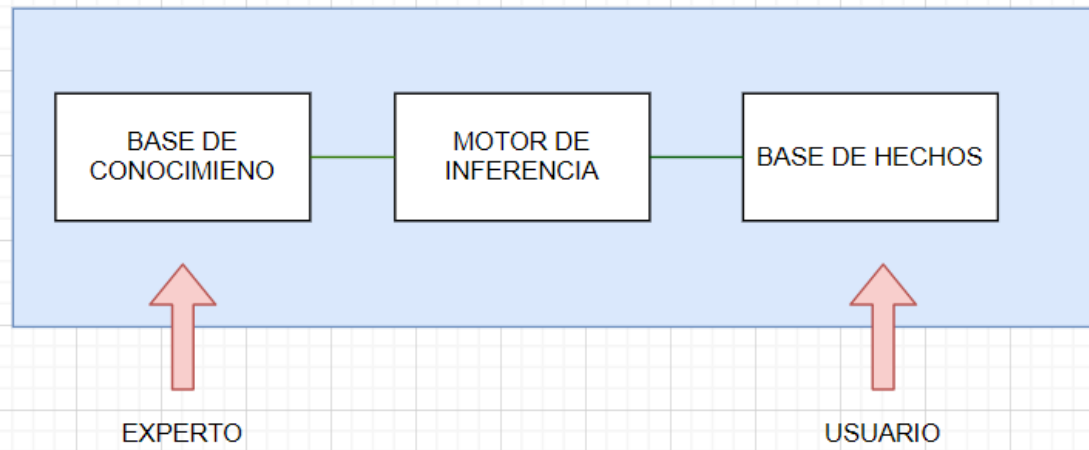 BASE DE
CONOCIMIENO
MOTOR DE
INFERENCIA
BASE DE HECHOS
EXPERTO
USUARIO